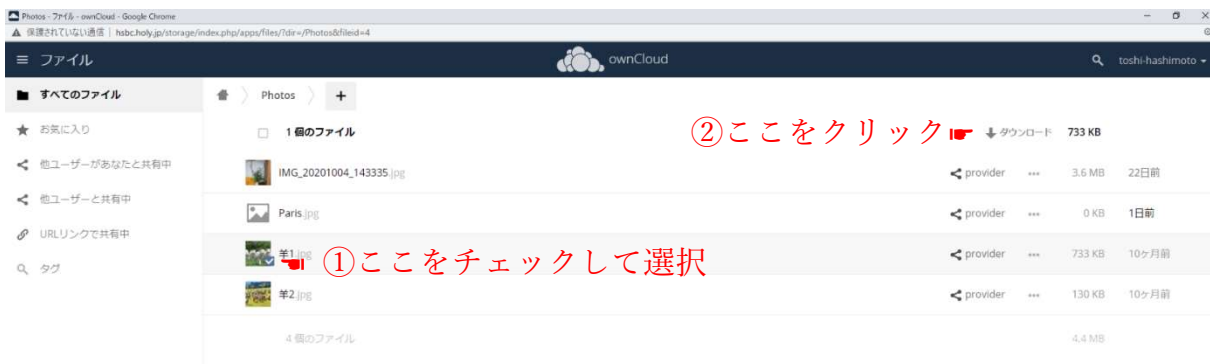 Photos - ファイル - ownCloud - Google Chrome
保護されていない通信 | hsbc.holy.jp/storage/index.php/apps/files/?dir=/Photos&fileid=4
ファイル
ownCloud
toshi-hashimoto
すべてのファイル
Photos
+
お気に入り
1 個のファイル
②ここをクリック
ダウンロード
733 KB
他ユーザーがあなたと共有中
IMG_20201004_143335.jpg
provider
...
3.6 MB
22日前
他ユーザーと共有中
Paris.jpg
provider
...
0 KB
1日前
URLリンクで共有中
羊1.jpg
①ここをチェックして選択
provider
...
733 KB
10ケ月前
タグ
羊2.jpg
provider
...
130 KB
10ケ月前
4 個のファイル
4.4 MB